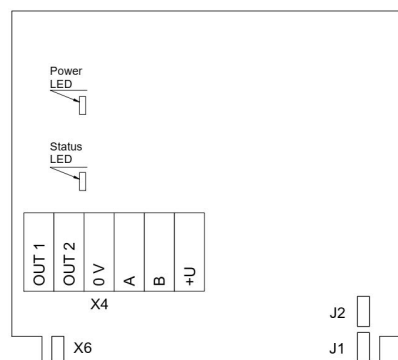 Power
LED
Status
LED
OUT 1
OUT 2
0 V
A
B
+U
X4
J2
X6
J1